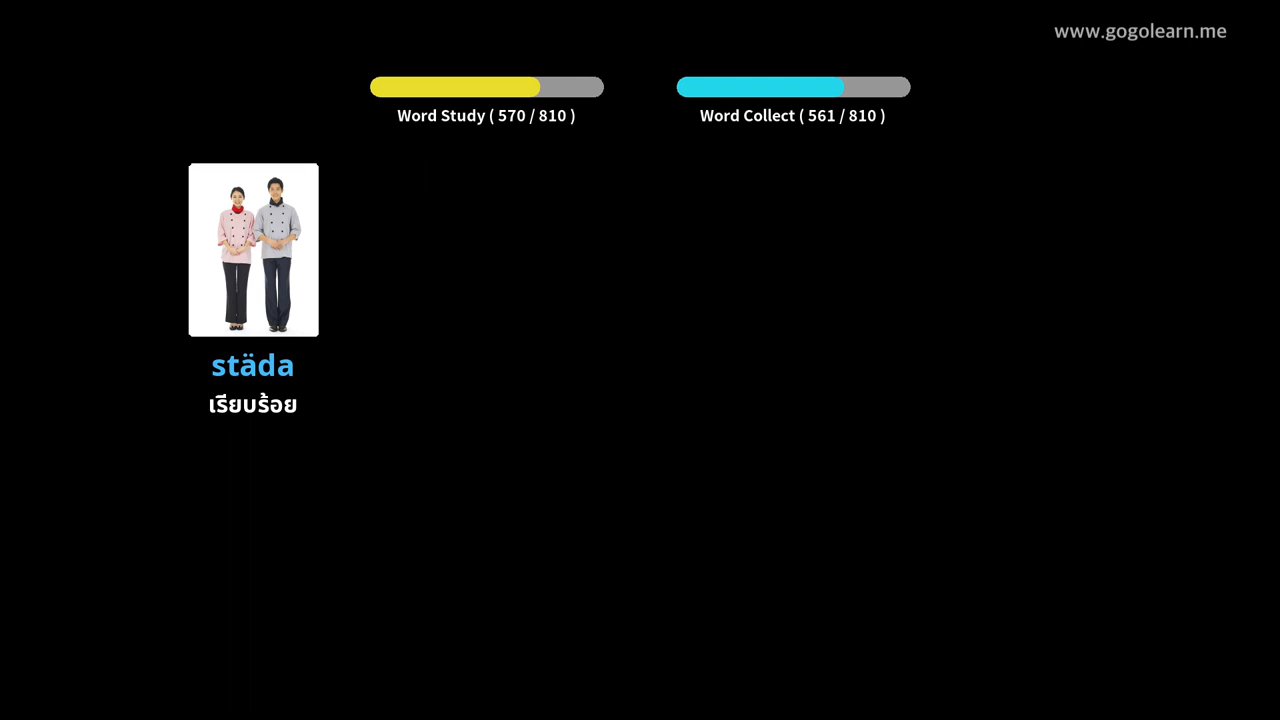 www.gogolearn.me
Word Study ( 570 / 810 )
Word Collect ( 561 / 810 )
städa
เรียบร้อย